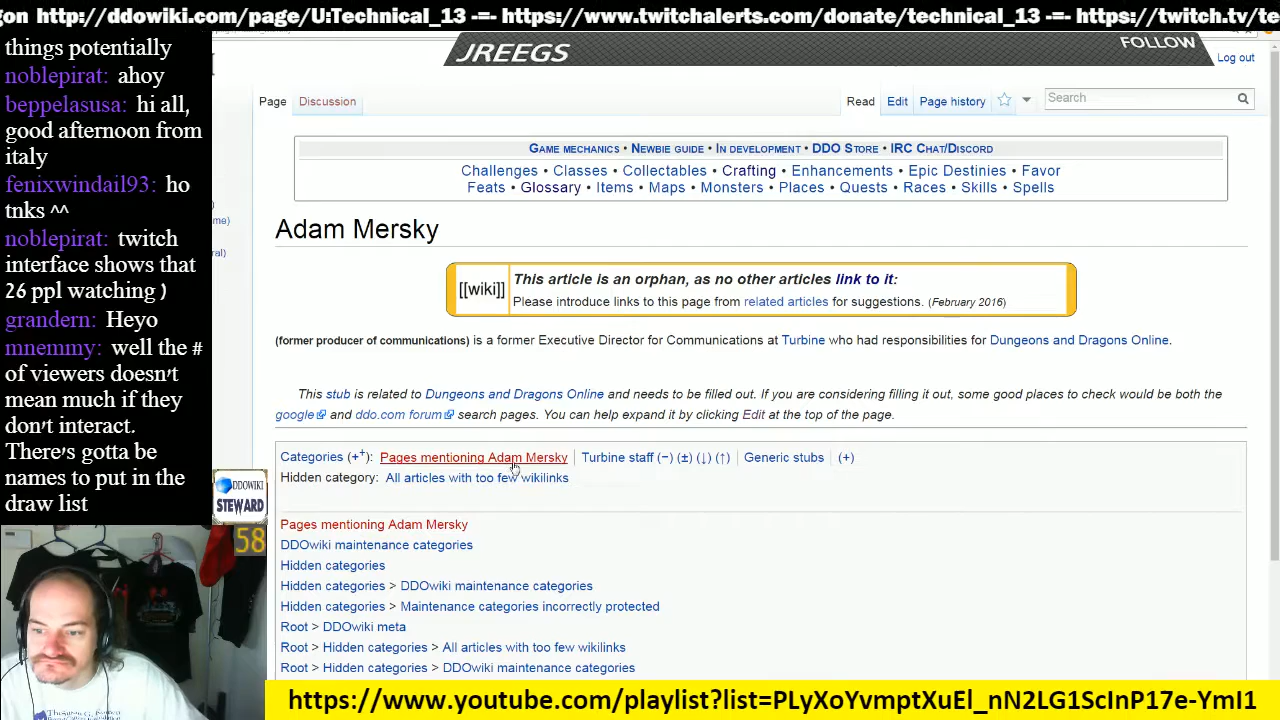 gon http://ddowiki.com/page/U:Technical_13 -=- https://www.twitchalerts.com/donate/technical_13 -=- https://twitch.tv/te
things potentially
noblepirat: ahoy
beppelasusa: hi all,
good afternoon from
italy
fenixwindail93: ho
tnks ^^
noblepirat: twitch
interface shows that
26 ppl watching )
grandern: Heyo
mnemmy: well the #
of viewers doesn't
mean much if they
don't interact.
There's gotta be
names to put in the
draw list
JREEGS
FOLLOW
Log out
Page Discussion Read Edit Page history Search
Game mechanics • Newbie guide • In development • DDO Store • IRC Chat/Discord
Challenges • Classes • Collectables • Crafting • Enhancements • Epic Destinies • Favor
Feats • Glossary • Items • Maps • Monsters • Places • Quests • Races • Skills • Spells
me)
ral)
Adam Mersky
[[wiki]]
This article is an orphan, as no other articles link to it:
Please introduce links to this page from related articles for suggestions. (February 2016)
(former producer of communications) is a former Executive Director for Communications at Turbine who had responsibilities for Dungeons and Dragons Online.
This stub is related to Dungeons and Dragons Online and needs to be filled out. If you are considering filling it out, some good places to check would be both the
google and ddo.com forum search pages. You can help expand it by clicking Edit at the top of the page.
Categories (++): Pages mentioning Adam Mersky | Turbine staff (−) (±) (↓) (↑) | Generic stubs (+)
Hidden category: All articles with too few wikilinks
Pages mentioning Adam Mersky
DDOwiki maintenance categories
Hidden categories
Hidden categories > DDOwiki maintenance categories
Hidden categories > Maintenance categories incorrectly protected
Root > DDOwiki meta
Root > Hidden categories > All articles with too few wikilinks
Root > Hidden categories > DDOwiki maintenance categories
DDOWIKI
STEWARD
58
https://www.youtube.com/playlist?list=PLyXoYvmptXuEl_nN2LG1ScInP17e-YmI1